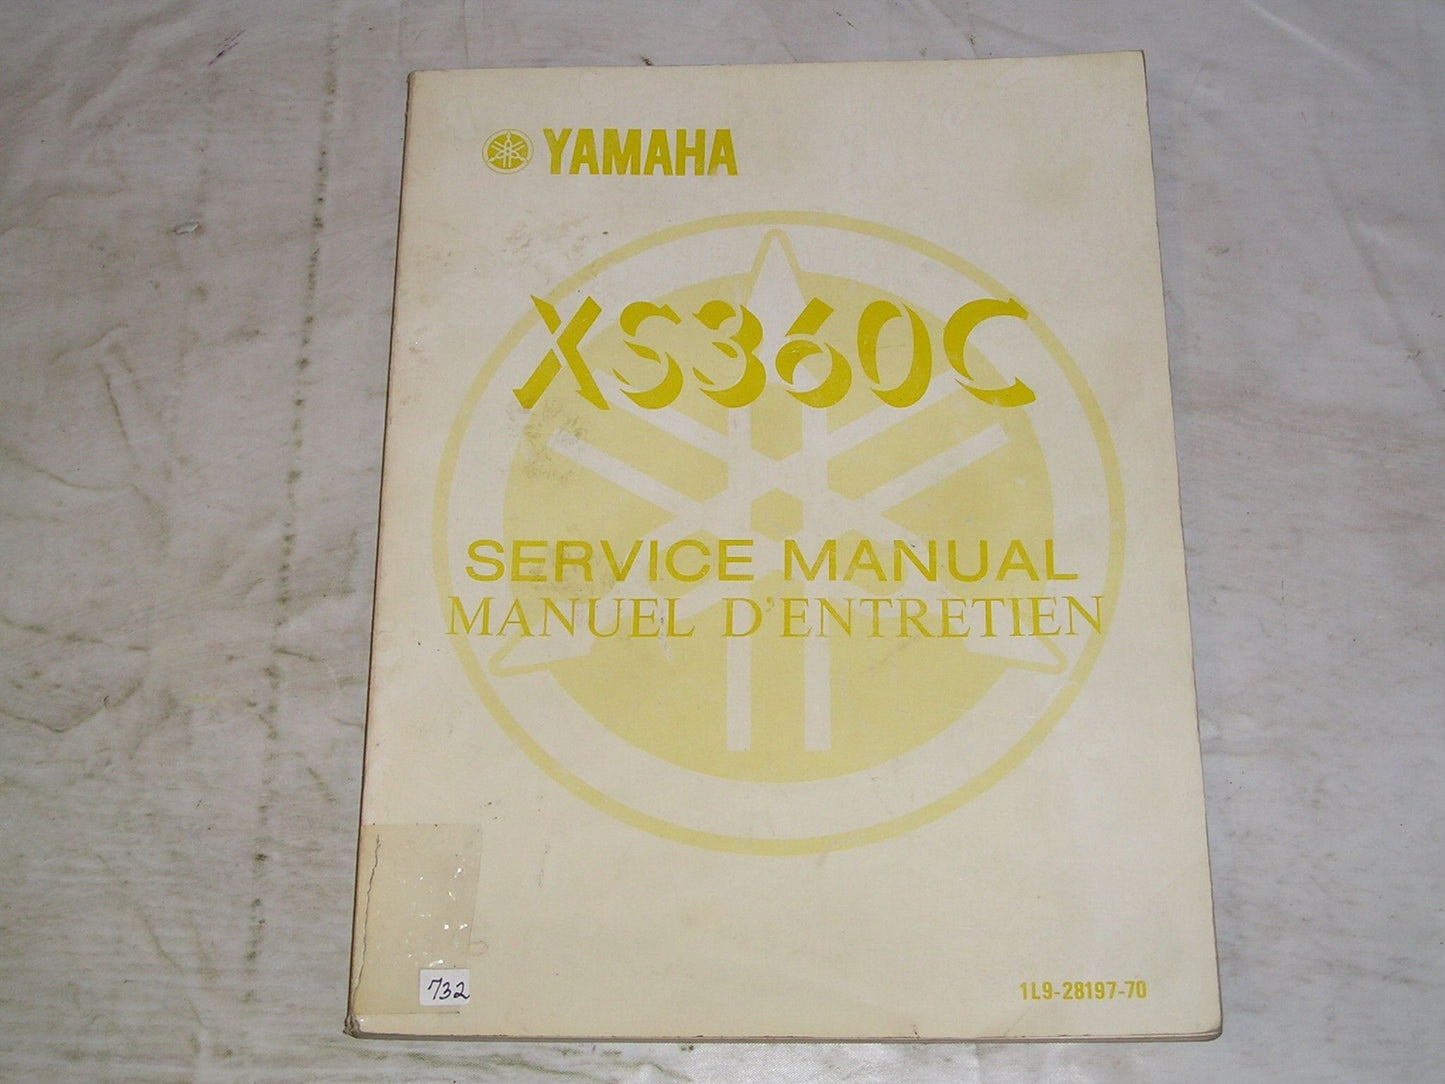 YAMAHA
XS360C
SERVICE MANUAL
MANUEL D'ENTRETIEN
732
1L9-28197-70